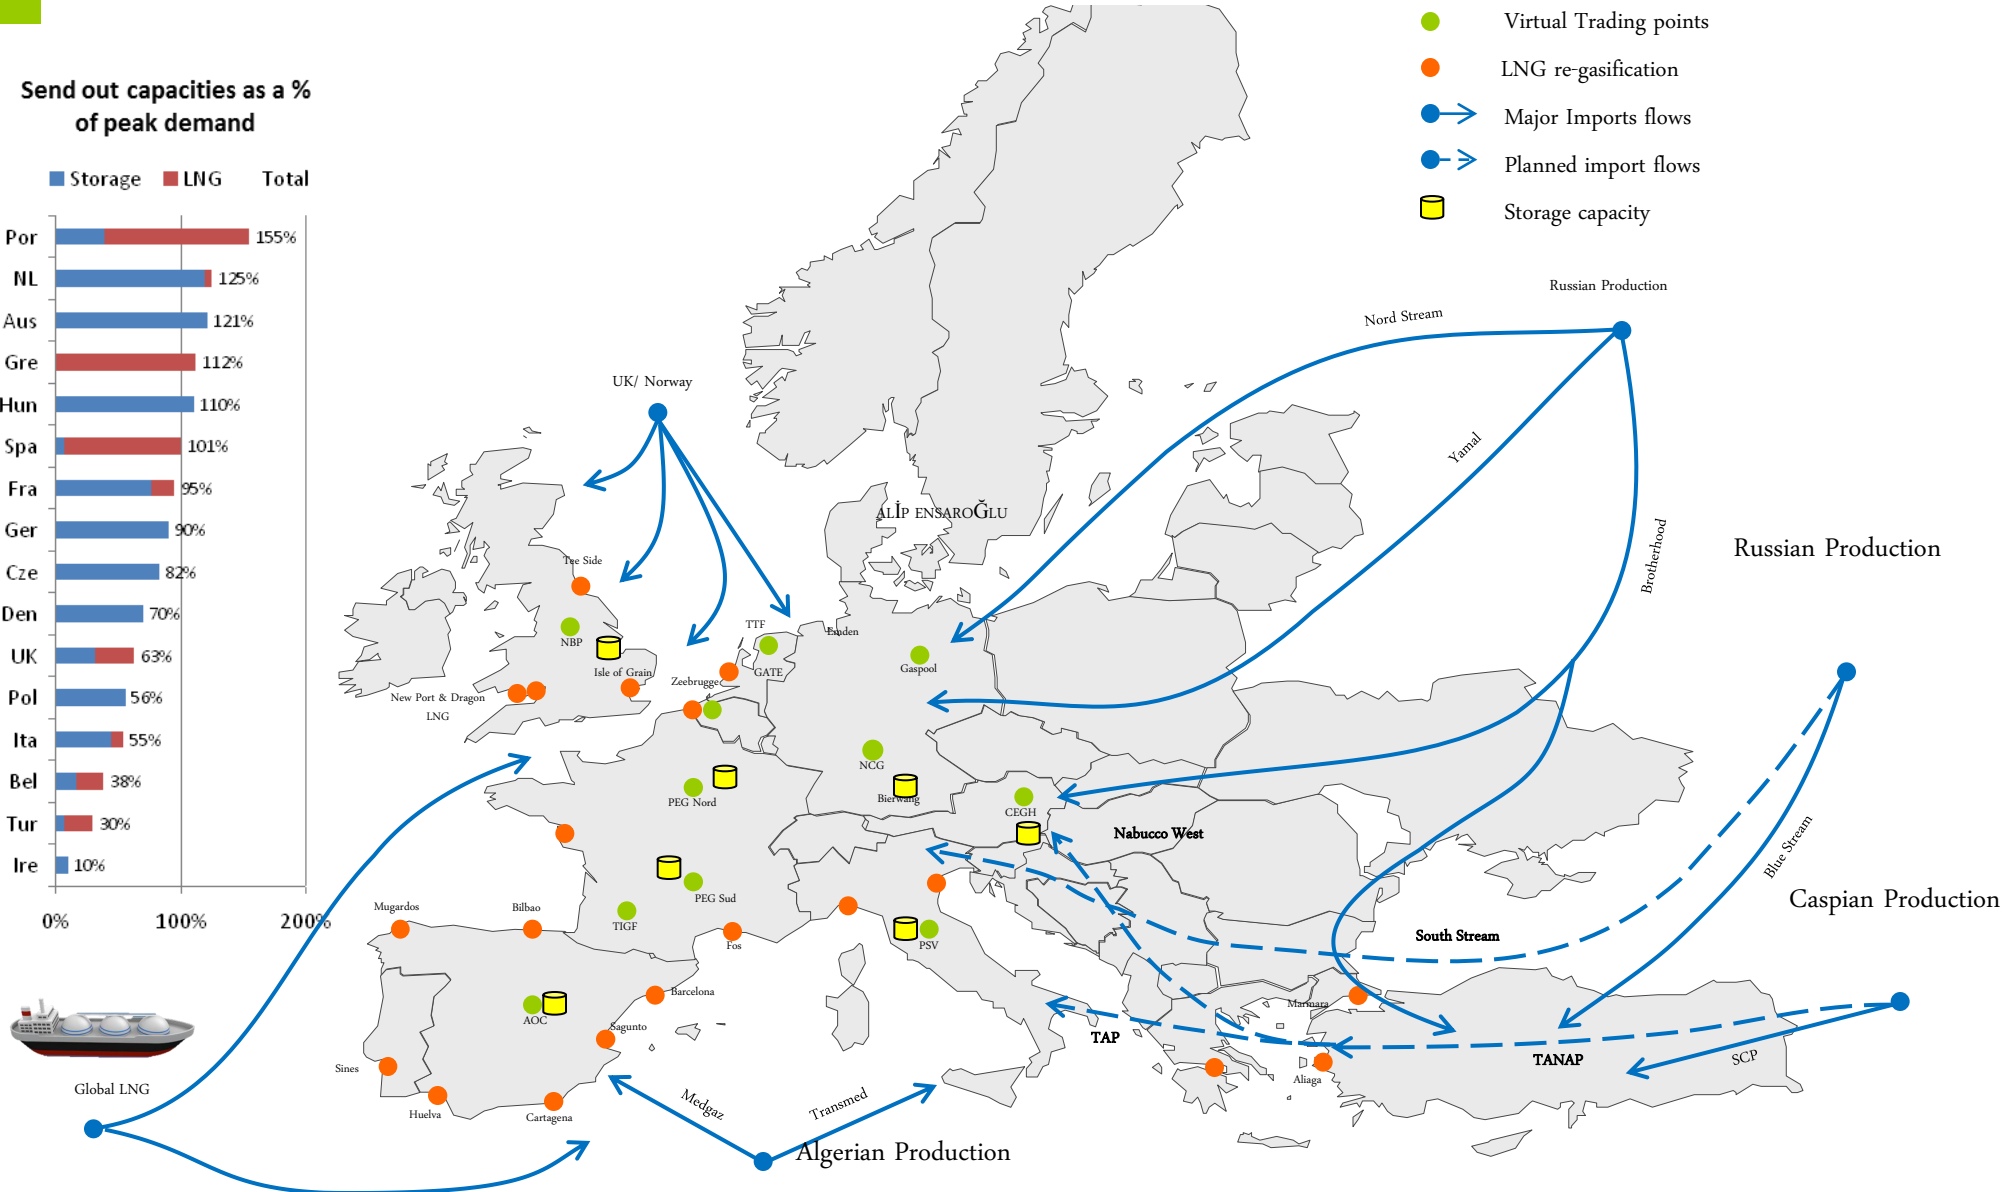 Send out capacities as a %
of peak demand
Storage LNG Total
Por 155%
NL 125%
Aus 121%
Gre 112%
Hun 110%
Spa 101%
Fra 95%
Ger 90%
Cze 82%
Den 70%
UK 63%
Pol 56%
Ita 55%
Bel 38%
Tur 30%
Ire 10%
0% 100% 200%
Virtual Trading points
LNG re-gasification
Major Imports flows
Planned import flows
Storage capacity
Russian Production
Nord Stream
Yamal
Brotherhood
UK/ Norway
ALİP ENSAROĞLU
Russian Production
Tee Side
NBP
Isle of Grain
New Port & Dragon
LNG
TTF
Emden
GATE
Zeebrugge
Gaspool
NCG
Bierwang
PEG Nord
CEGH
Nabucco West
Blue Stream
Caspian Production
PEG Sud
TIGF
Fos
PSV
South Stream
Mugardos
Bilbao
Barcelona
AOC
Sagunto
Marmara
TAP
TANAP
SCP
Aliaga
Sines
Huelva
Cartagena
Global LNG
Medgaz
Transmed
Algerian Production